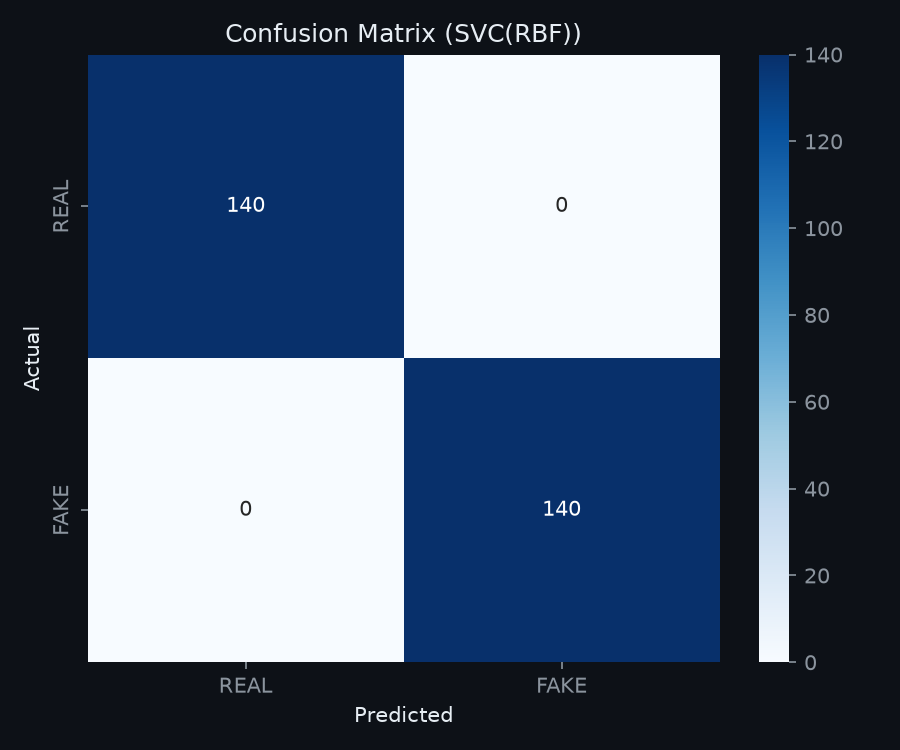 Confusion Matrix (SVC(RBF))
Actual
REAL
FAKE
140
0
0
140
REAL
FAKE
Predicted
140
120
100
80
60
40
20
0